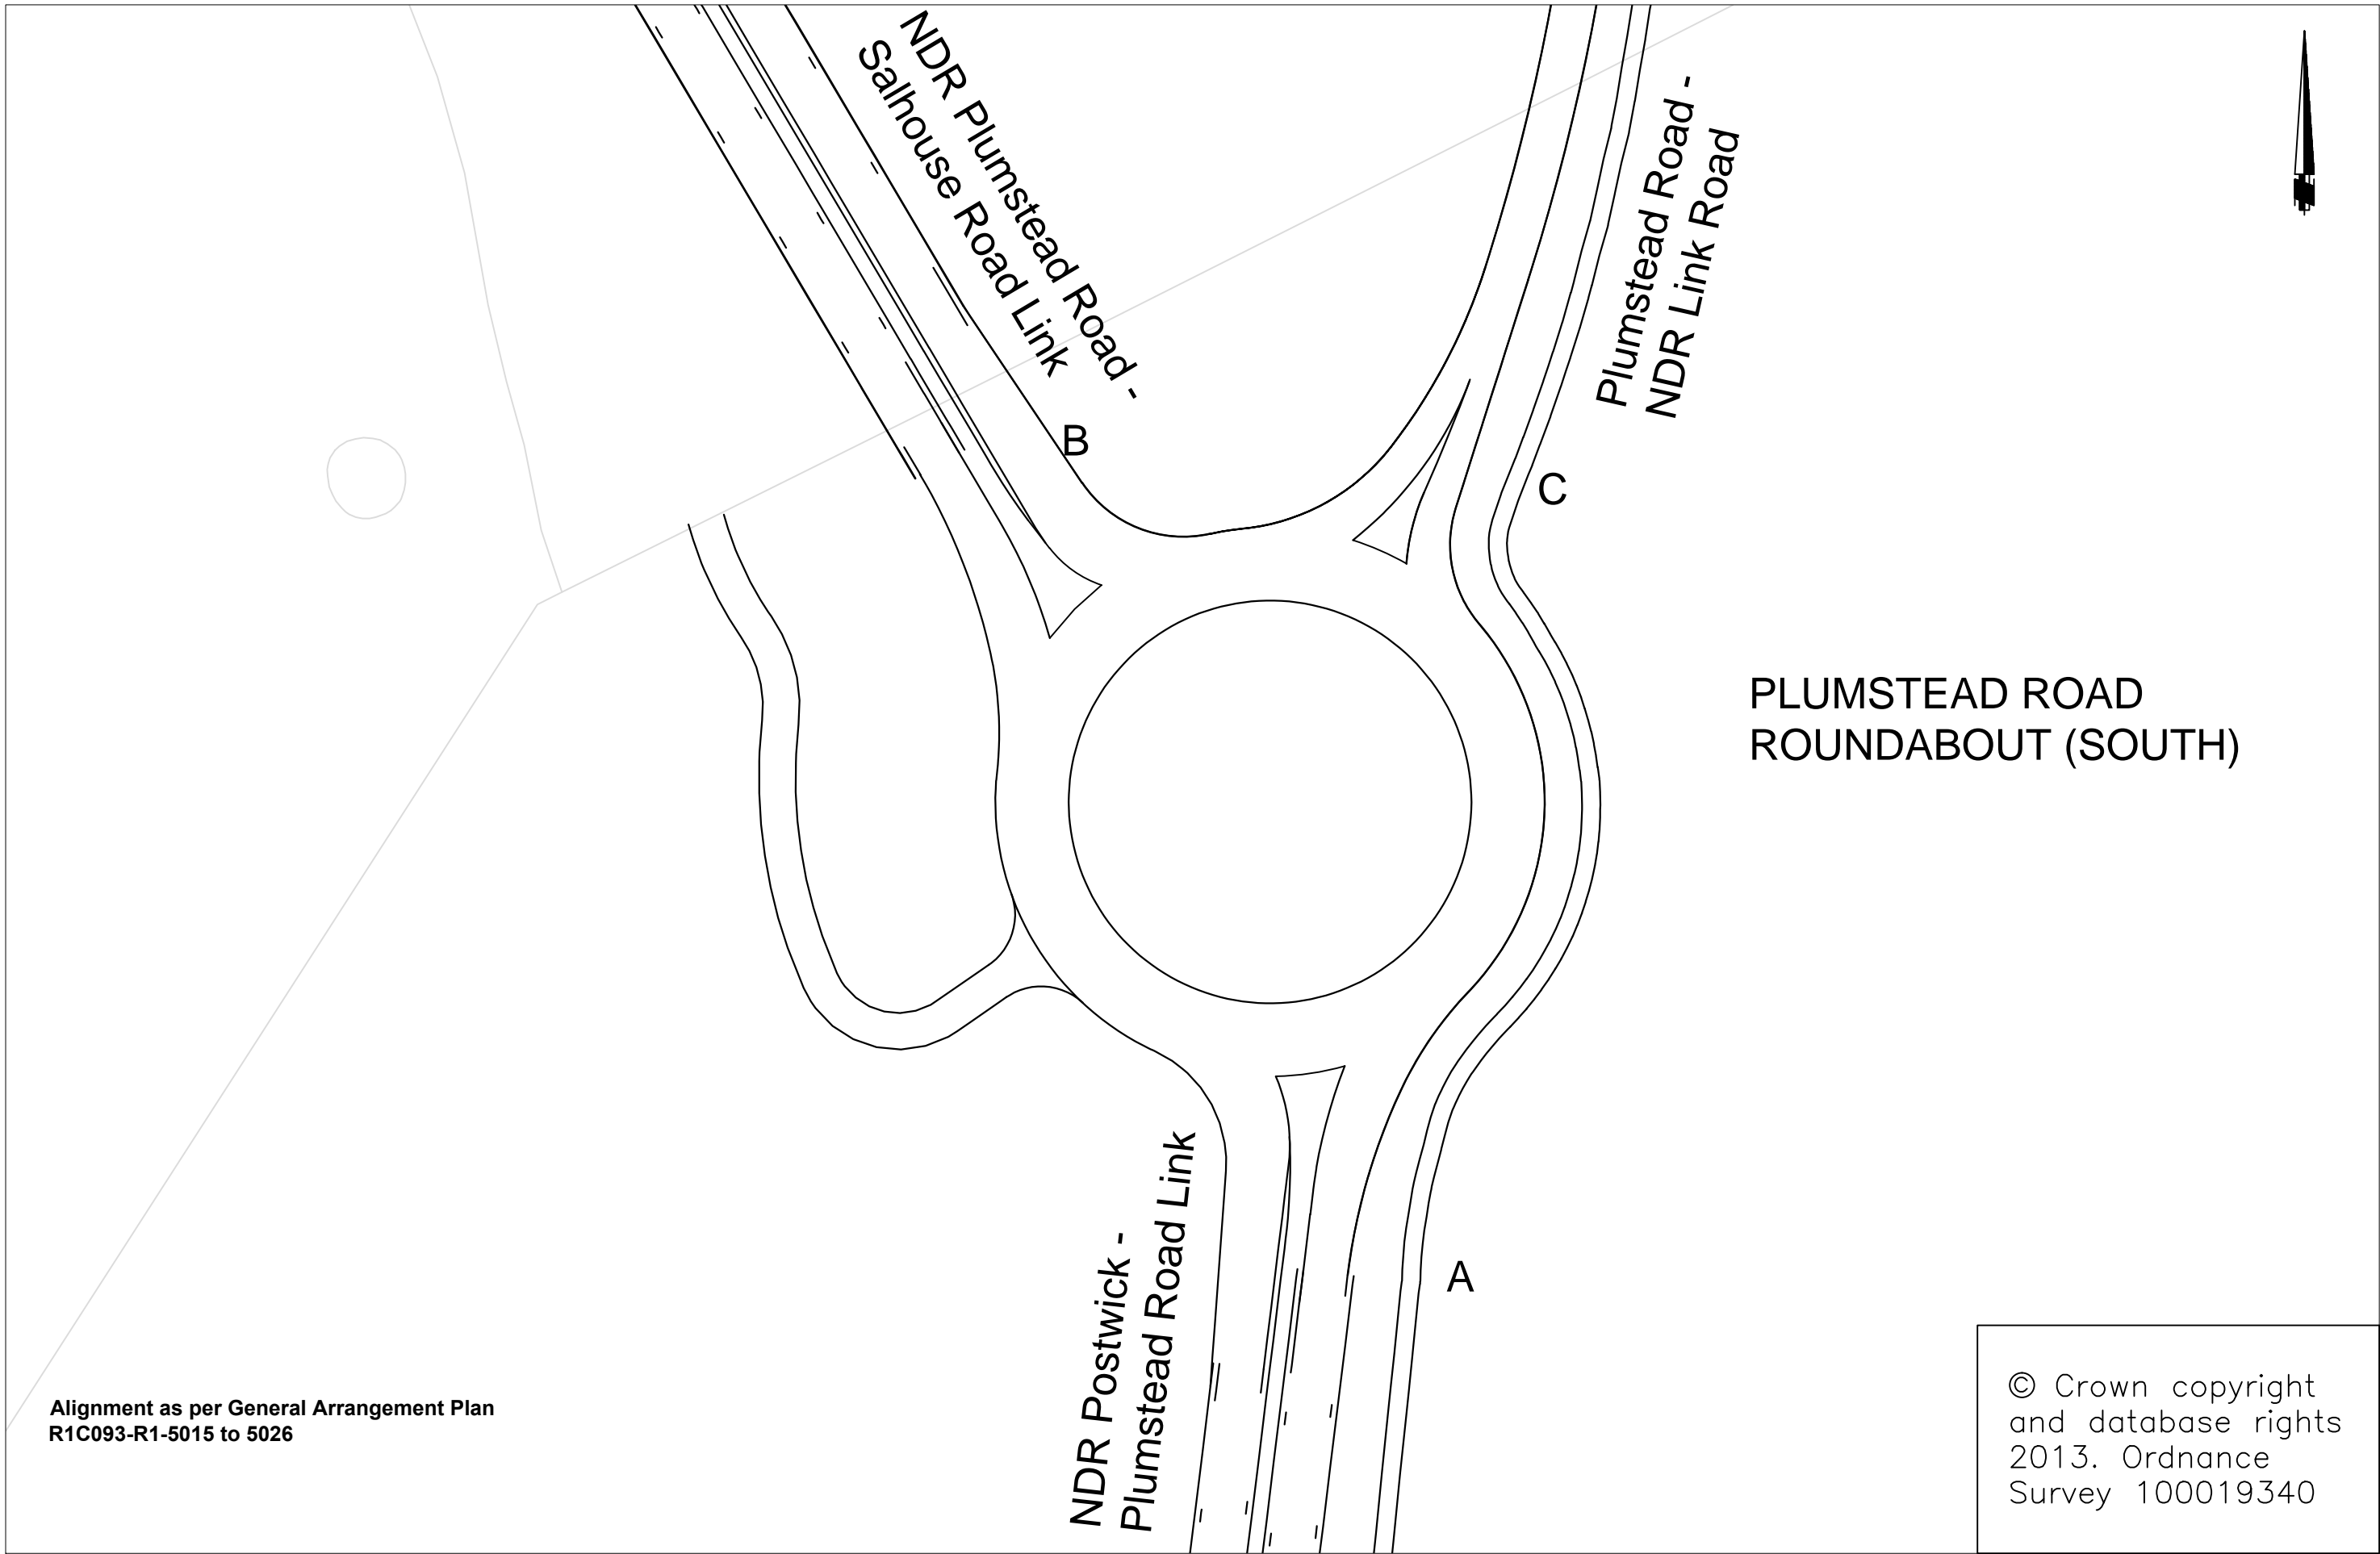 NDR Plumstead Road -
Salhouse Road Link
Plumstead Road -
NDR Link Road
B
C
PLUMSTEAD ROAD
ROUNDABOUT (SOUTH)
NDR Postwick -
Plumstead Road Link
A
Alignment as per General Arrangement Plan
R1C093-R1-5015 to 5026
© Crown copyright
and database rights
2013. Ordnance
Survey 100019340